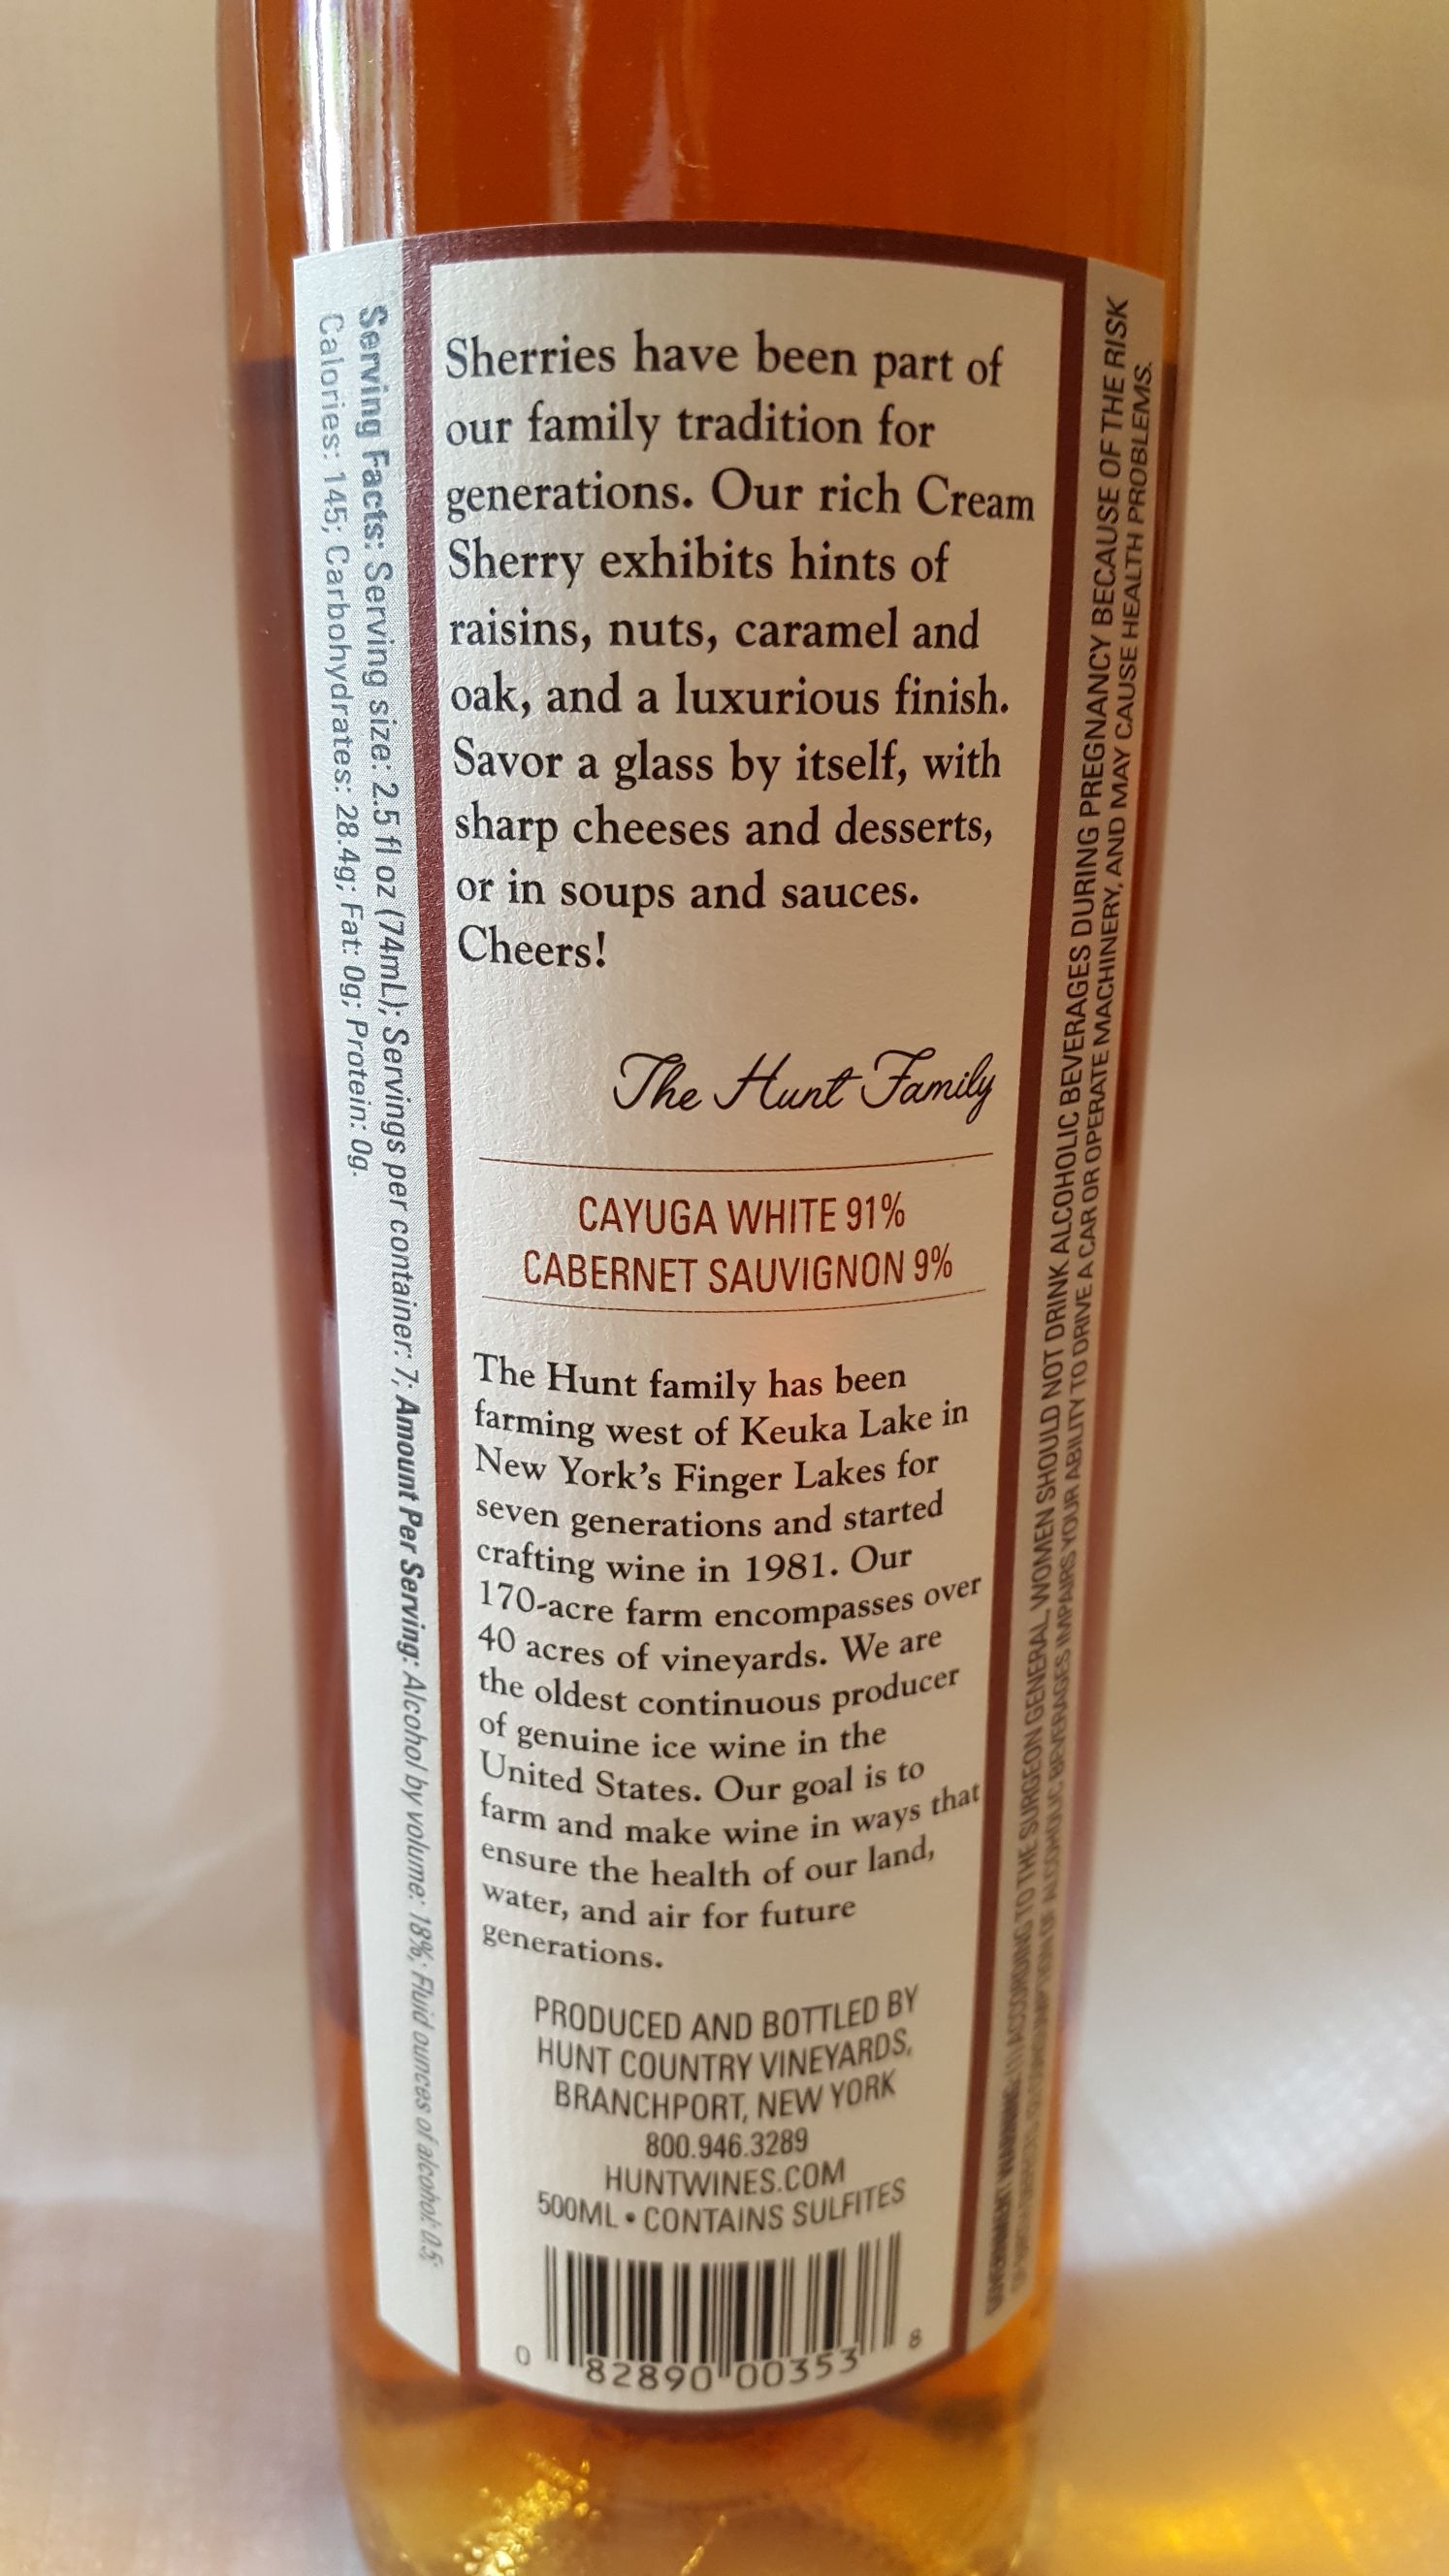 Serving Facts: Serving size: 2.5 fl oz (74mL); Servings per container: 7; Amount Per Serving: Alcohol by volume: 18%; Fluid ounces of alcohol: 0.5;
Calories: 145; Carbohydrates: 28.4g; Fat: 0g; Protein: 0g.
Sherries have been part of
our family tradition for
generations. Our rich Cream
Sherry exhibits hints of
raisins, nuts, caramel and
oak, and a luxurious finish.
Savor a glass by itself, with
sharp cheeses and desserts,
or in soups and sauces.
Cheers!
The Hunt Family
CAYUGA WHITE 91%
CABERNET SAUVIGNON 9%
The Hunt family has been
farming west of Keuka Lake in
New York's Finger Lakes for
seven generations and started
crafting wine in 1981. Our
170-acre farm encompasses over
40 acres of vineyards. We are
the oldest continuous producer
of genuine ice wine in the
United States. Our goal is to
farm and make wine in ways that
ensure the health of our land,
water, and air for future
generations.
PRODUCED AND BOTTLED BY
HUNT COUNTRY VINEYARDS,
BRANCHPORT, NEW YORK
800.946.3289
HUNTWINES.COM
500ML • CONTAINS SULFITES
0 82890 00353 8
GOVERNMENT WARNING: (1) ACCORDING TO THE SURGEON GENERAL, WOMEN SHOULD NOT DRINK ALCOHOLIC BEVERAGES DURING PREGNANCY BECAUSE OF THE RISK
CONSUMPTION OF ALCOHOLIC BEVERAGES IMPAIRS YOUR ABILITY TO DRIVE A CAR OR OPERATE MACHINERY, AND MAY CAUSE HEALTH PROBLEMS.